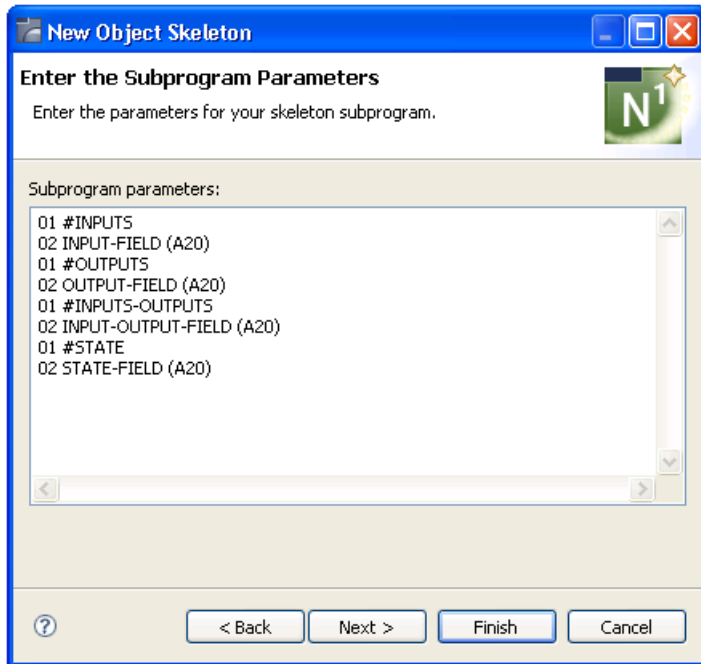 New Object Skeleton
Enter the Subprogram Parameters
Enter the parameters for your skeleton subprogram.
N1
Subprogram parameters:
01 #INPUTS
02 INPUT-FIELD (A20)
01 #OUTPUTS
02 OUTPUT-FIELD (A20)
01 #INPUTS-OUTPUTS
02 INPUT-OUTPUT-FIELD (A20)
01 #STATE
02 STATE-FIELD (A20)
? < Back Next > Finish Cancel